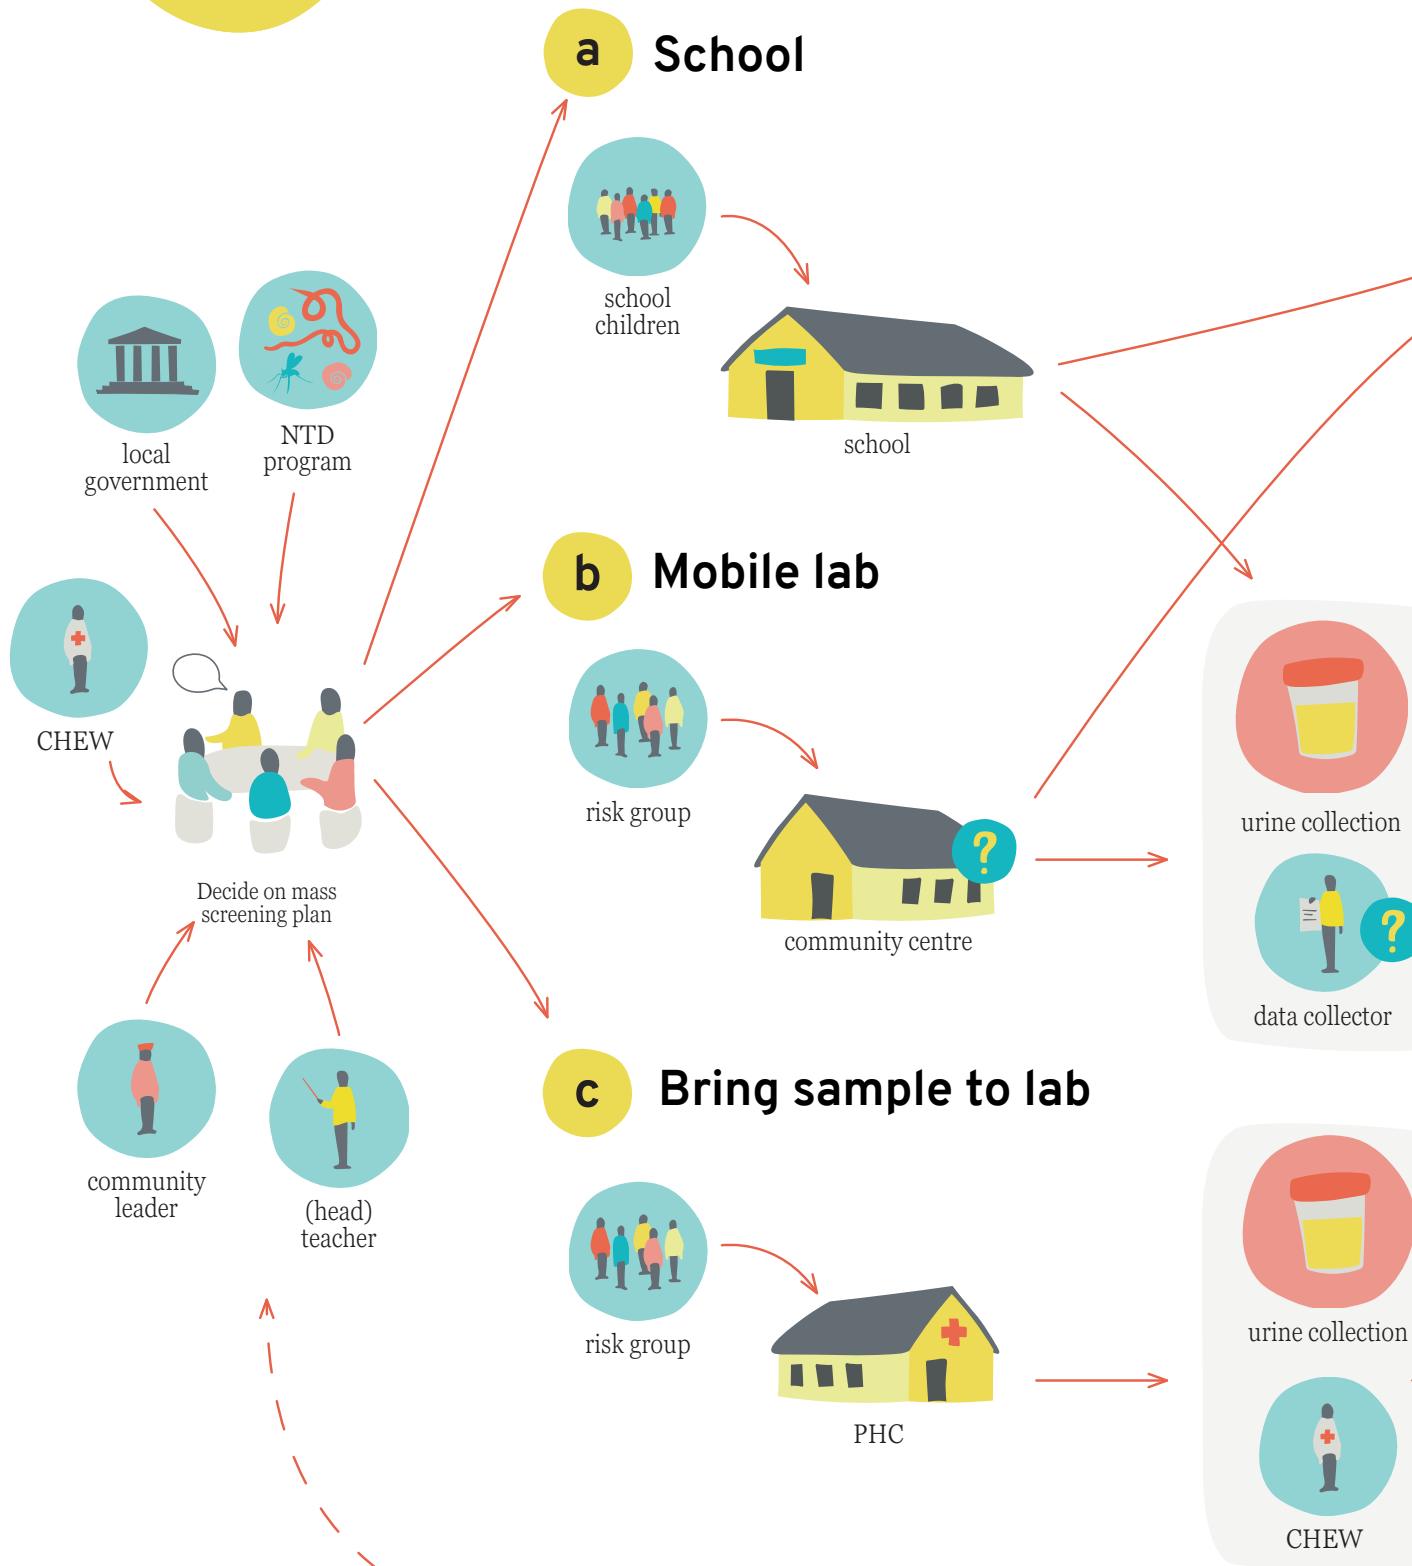 a School
school
children
school
local
government
NTD
program
CHEW
Decide on mass
screening plan
community
leader
(head)
teacher
b Mobile lab
risk group
?
community centre
urine collection
?
data collector
c Bring sample to lab
risk group
PHC
urine collection
CHEW